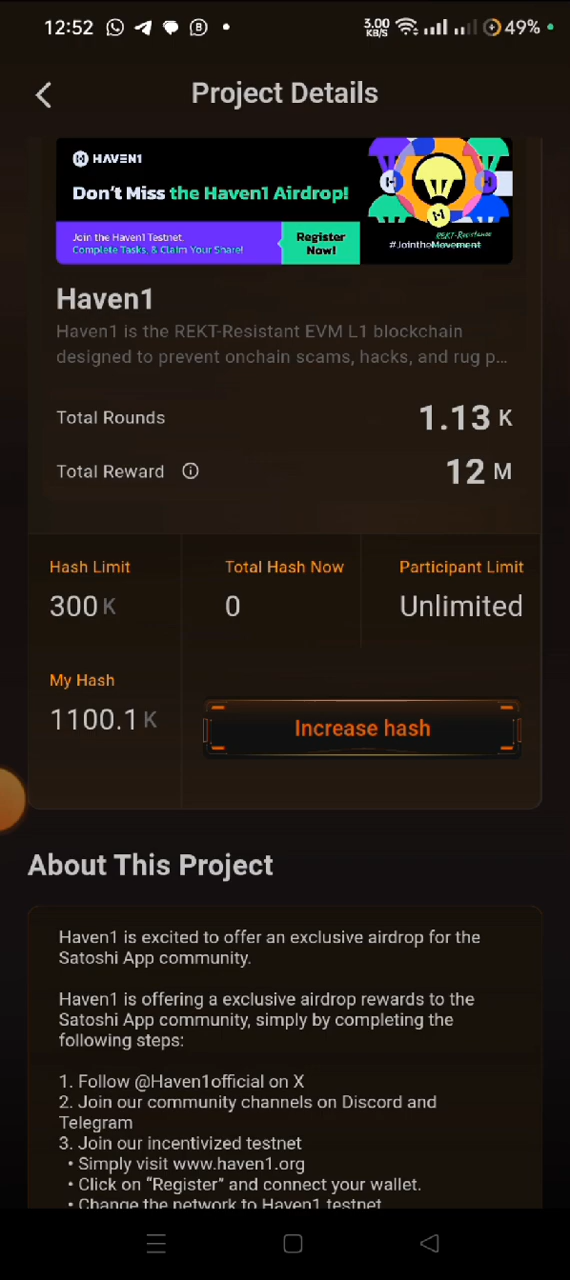 12:52
3.00
KB/S
49%
Project Details
HAVEN1
Don't Miss the Haven1 Airdrop!
Join the Haven1 Testnet.
Complete Tasks, & Claim Your Share!
Register
Now!
REKT-Resistance
#JointheMovement
Haven1
Haven1 is the REKT-Resistant EVM L1 blockchain
designed to prevent onchain scams, hacks, and rug p...
Total Rounds
1.13 K
Total Reward
12 M
Hash Limit
300 K
Total Hash Now
0
Participant Limit
Unlimited
My Hash
1100.1 K
Increase hash
About This Project
Haven1 is excited to offer an exclusive airdrop for the
Satoshi App community.
Haven1 is offering a exclusive airdrop rewards to the
Satoshi App community, simply by completing the
following steps:
1. Follow @Haven1official on X
2. Join our community channels on Discord and
Telegram
3. Join our incentivized testnet
• Simply visit www.haven1.org
• Click on “Register” and connect your wallet.
• Change the network to Haven1 testnet